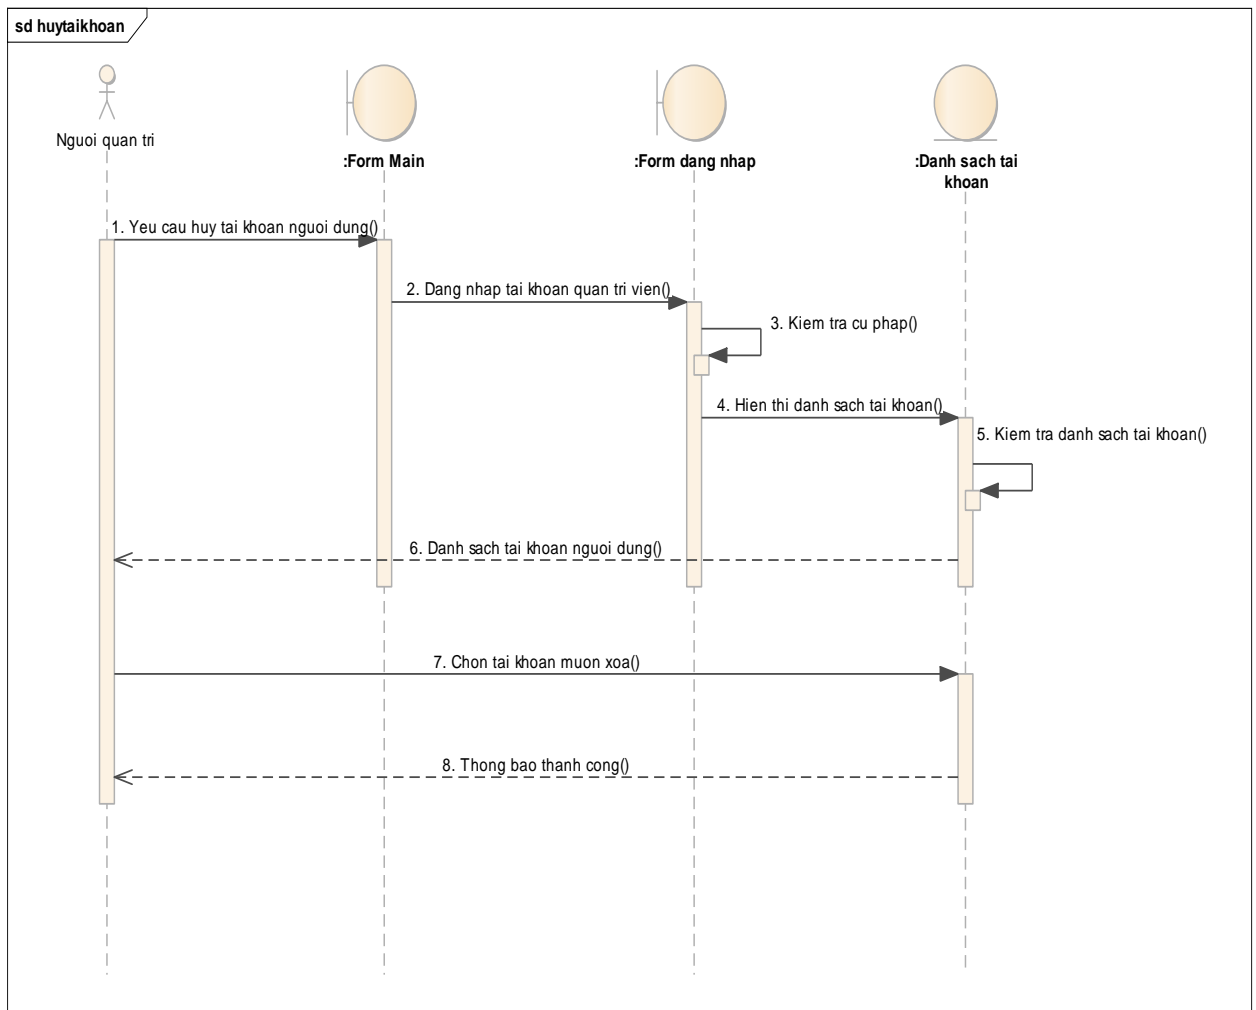 sd huytaikhoan
Nguoi quan tri
:Form Main
:Form dang nhap
:Danh sach tai
khoan
1. Yeu cau huy tai khoan nguoi dung()
2. Dang nhap tai khoan quan tri vien()
3. Kiem tra cu phap()
4. Hien thi danh sach tai khoan()
5. Kiem tra danh sach tai khoan()
6. Danh sach tai khoan nguoi dung()
7. Chon tai khoan muon xoa()
8. Thong bao thanh cong()